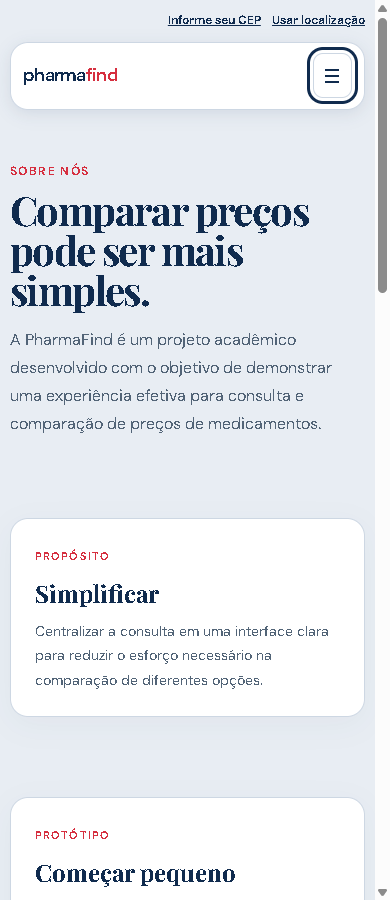 Informe seu CEP Usar localização
pharmafind
SOBRE NÓS
Comparar preços
pode ser mais
simples.
A PharmaFind é um projeto acadêmico
desenvolvido com o objetivo de demonstrar
uma experiência efetiva para consulta e
comparação de preços de medicamentos.
PROPÓSITO
Simplificar
Centralizar a consulta em uma interface clara
para reduzir o esforço necessário na
comparação de diferentes opções.
PROTÓTIPO
Começar pequeno